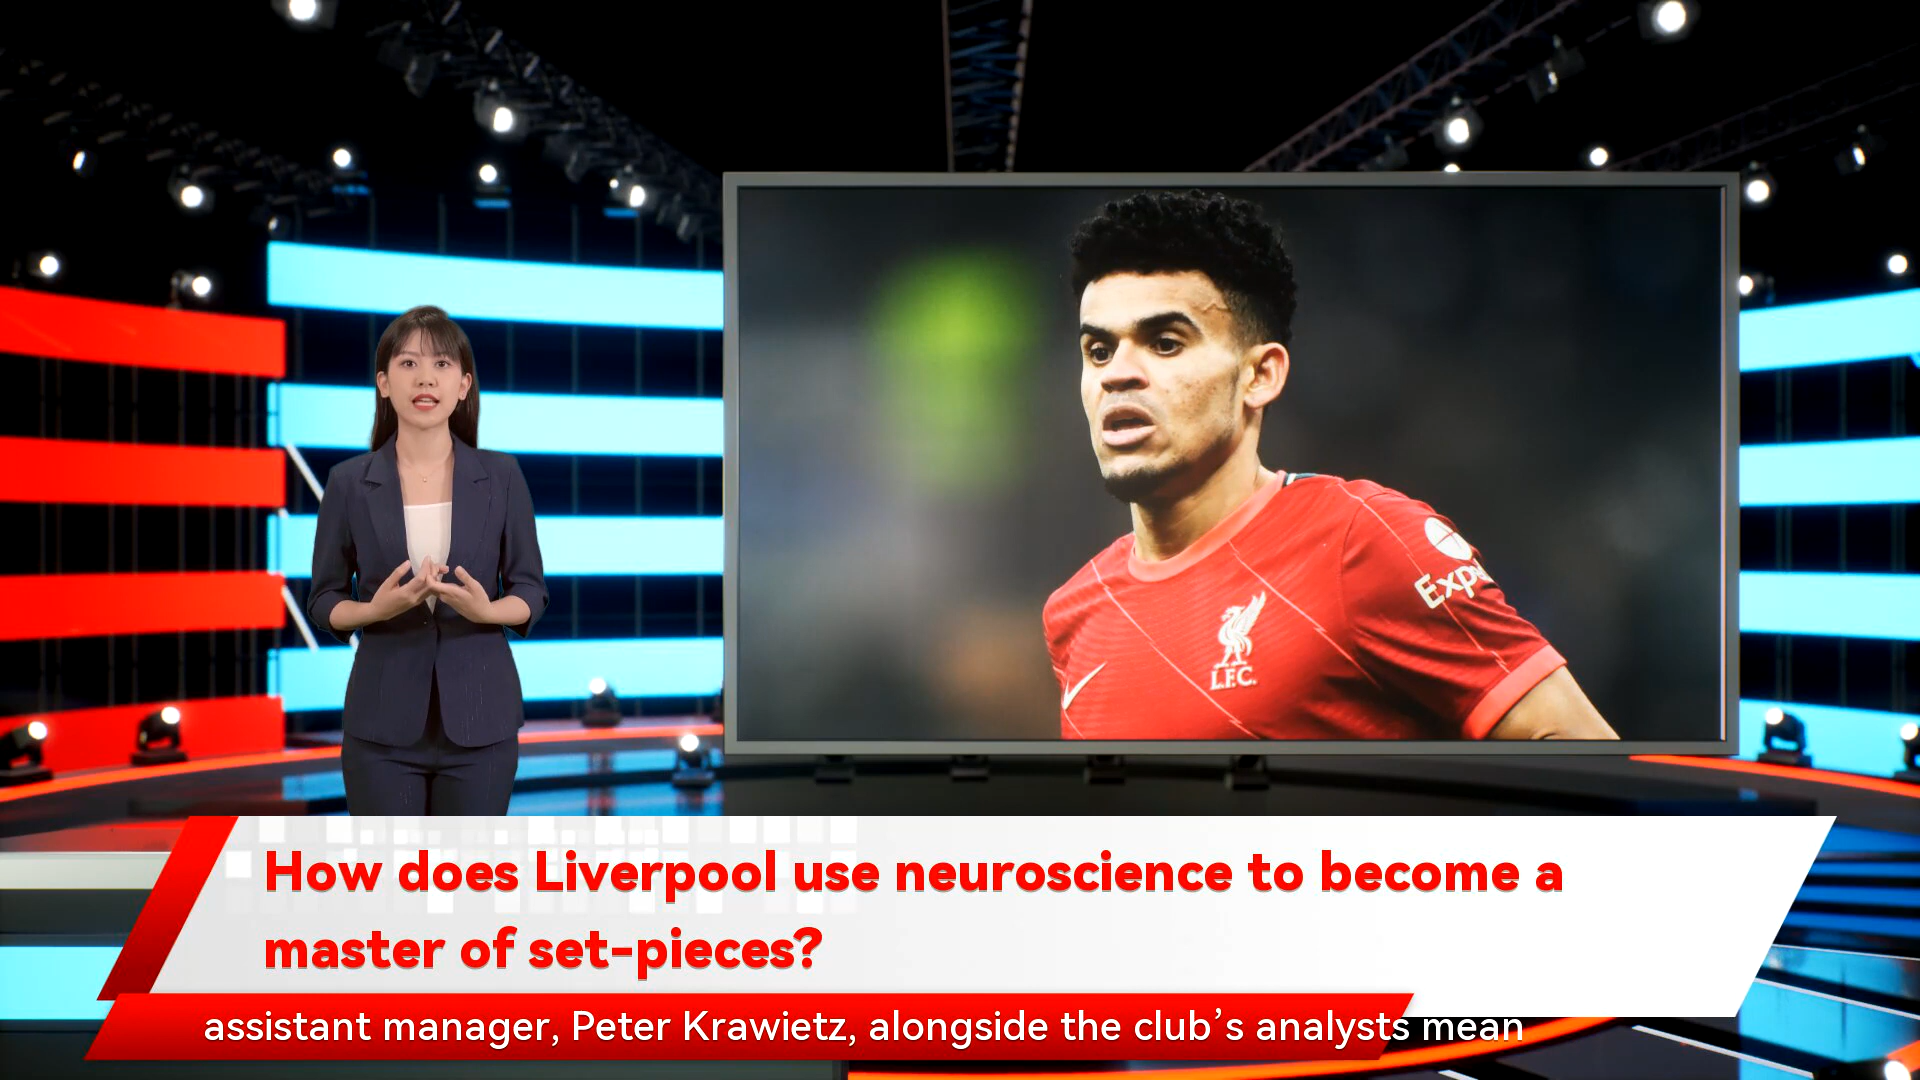 Expe
L.F.C.
How does Liverpool use neuroscience to become a
master of set-pieces?
assistant manager, Peter Krawietz, alongside the club's analysts mean